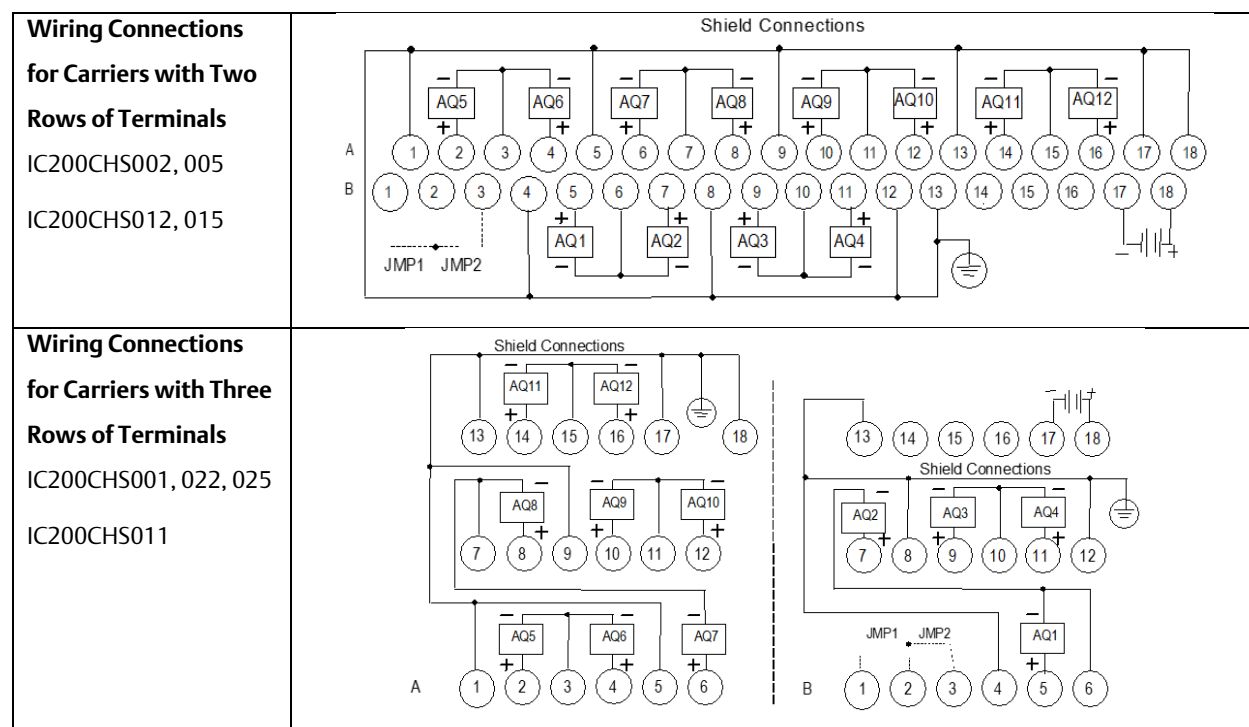 Wiring Connections
for Carriers with Two
Rows of Terminals
IC200CHS002, 005
IC200CHS012, 015
Shield Connections
– – – – – – – –
AQ5 AQ6 AQ7 AQ8 AQ9 AQ10 AQ11 AQ12
+ + + + + + + +
A 1 2 3 4 5 6 7 8 9 10 11 12 13 14 15 16 17 18
B 1 2 3 4 5 6 7 8 9 10 11 12 13 14 15 16 17 18
+ + + +
AQ1 AQ2 AQ3 AQ4
– – – –
– +
JMP1 JMP2
Wiring Connections
for Carriers with Three
Rows of Terminals
IC200CHS001, 022, 025
IC200CHS011
Shield Connections
– –
AQ11 AQ12
+ +
13 14 15 16 17 18
– – –
AQ8 AQ9 AQ10
+ + +
7 8 9 10 11 12
– – –
AQ5 AQ6 AQ7
+ + +
A 1 2 3 4 5 6
– +
13 14 15 16 17 18
Shield Connections
– – –
AQ2 AQ3 AQ4
+ + +
7 8 9 10 11 12
–
JMP1 JMP2 AQ1
+
B 1 2 3 4 5 6